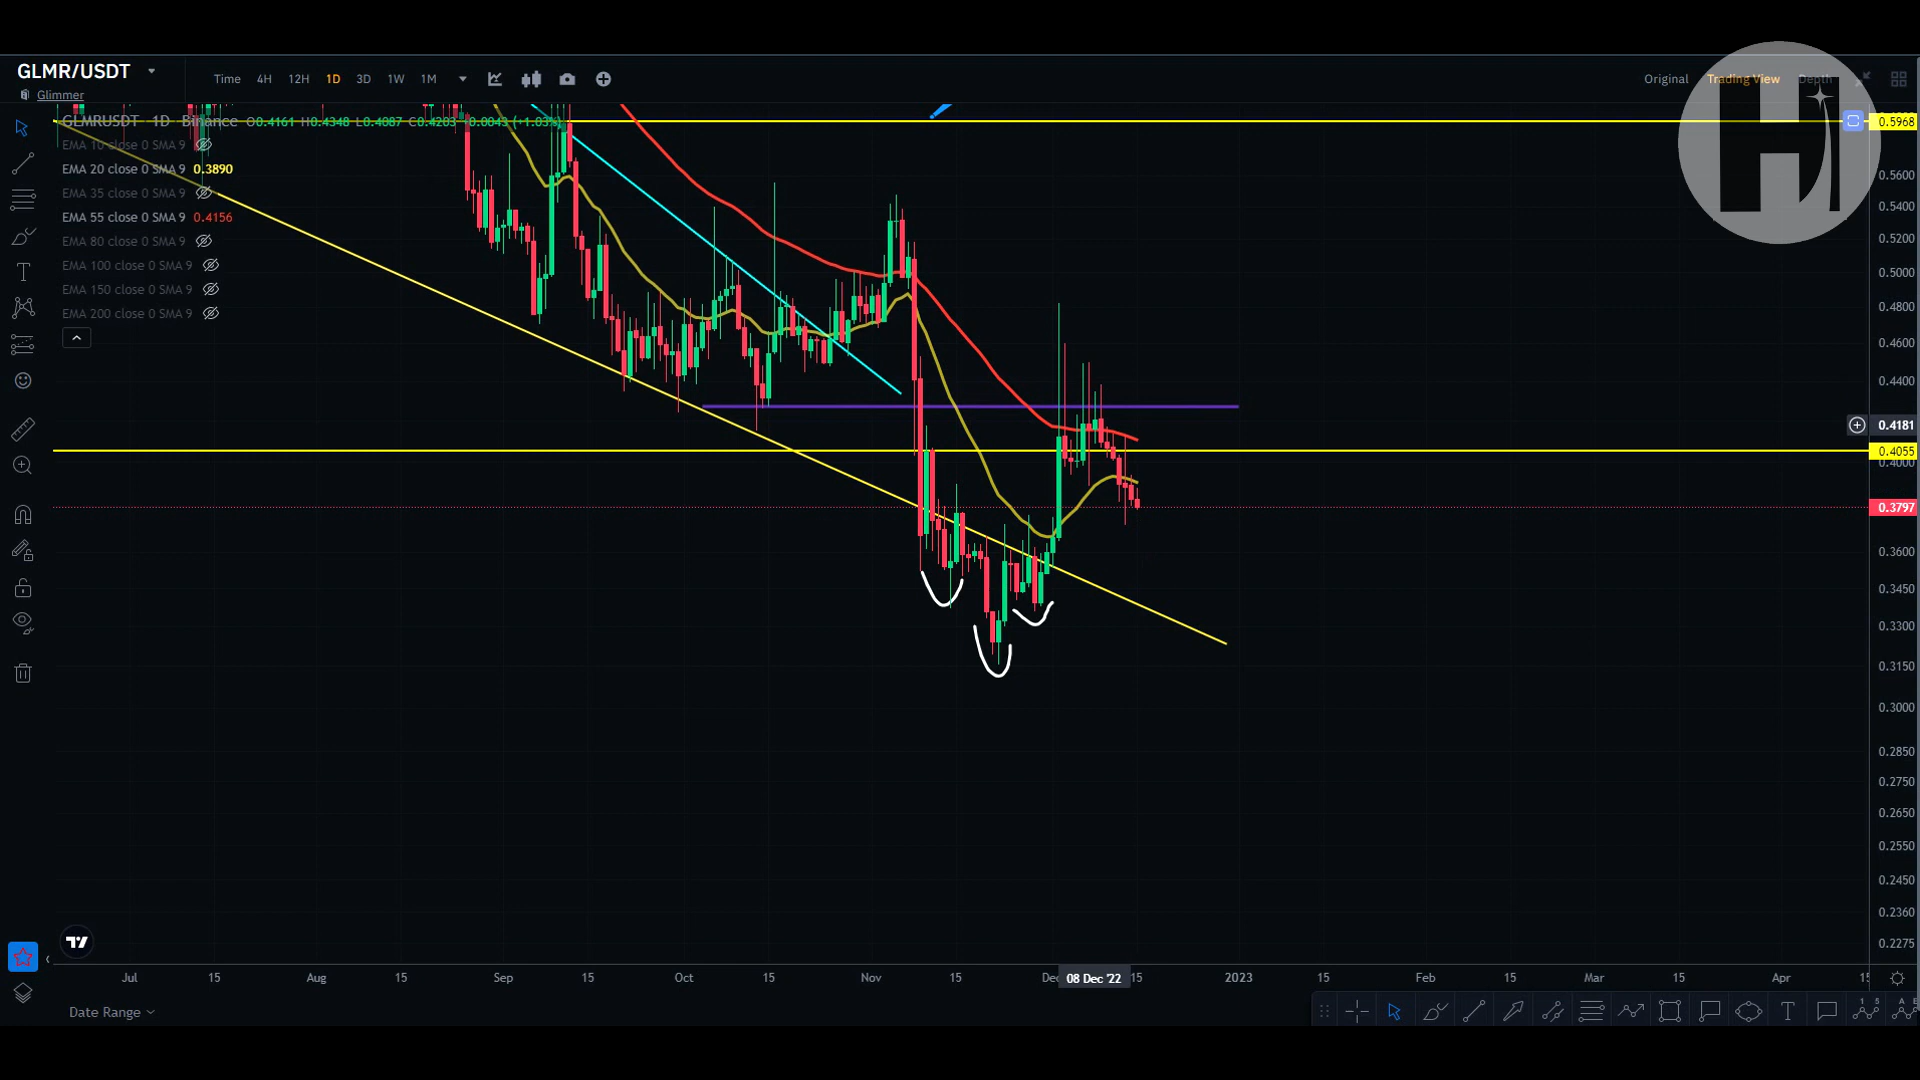 GLMR/USDT
Glimmer
Time 4H 12H 1D 3D 1W 1M
Original Trading View Depth
GLMRUSDT 1D Binance O0.4161 H0.4348 L0.4087 C0.4203 -0.0043 (+1.03%)
EMA 10 close 0 SMA 9
EMA 20 close 0 SMA 9 0.3890
EMA 35 close 0 SMA 9
EMA 55 close 0 SMA 9 0.4156
EMA 80 close 0 SMA 9
EMA 100 close 0 SMA 9
EMA 150 close 0 SMA 9
EMA 200 close 0 SMA 9
0.5968
0.5600
0.5400
0.5200
0.5000
0.4800
0.4600
0.4400
0.4181
0.4055
0.4000
0.3797
0.3600
0.3450
0.3300
0.3150
0.3000
0.2850
0.2750
0.2650
0.2550
0.2450
0.2360
0.2275
Jul 15 Aug 15 Sep 15 Oct 15 Nov 15 Dec 08 Dec '22 15 2023 15 Feb 15 Mar 15 Apr 15
Date Range